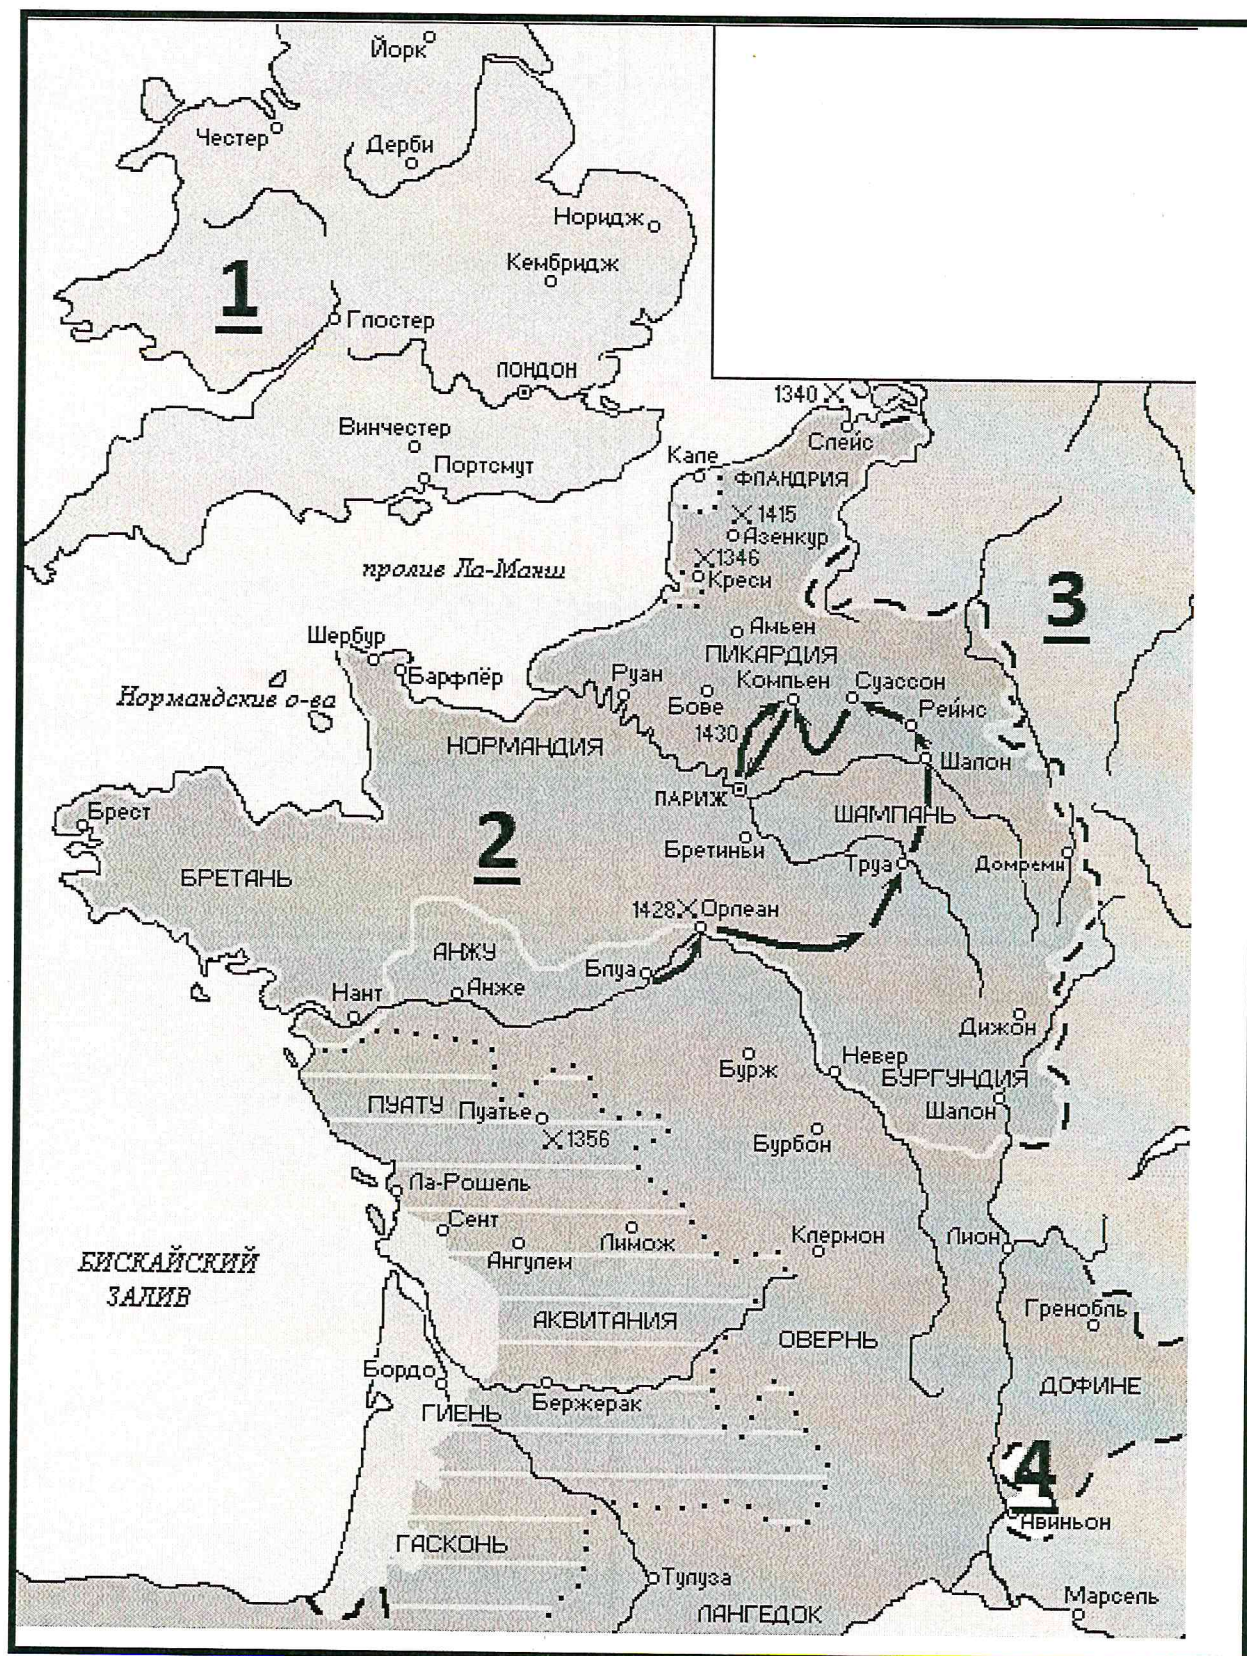 Йорк
Честер
Дерби
Норидж
Кембридж
1
Глостер
ЛОНДОН
1340
Винчестер
Слейс
Кале
Портсмут
ФЛАНДРИЯ
1415
Азенкур
1346
пролив Ла-Манш
Креси
3
Амьен
Шербур
ПИКАРДИЯ
Барфлёр
Руан
Компьен
Суассон
Нормандские о-ва
Бове
Реймс
1430
НОРМАНДИЯ
Шалон
ПАРИЖ
Брест
ШАМПАНЬ
2
Бретиньи
Труа
Домреми
БРЕТАНЬ
1428
Орлеан
АНЖУ
Блуа
Анже
Нант
Дижон
Невер
Бурж
БУРГУНДИЯ
ПУАТУ
Пуатье
Шалон
1356
Бурбон
Ла-Рошель
Сент
Лимож
Клермон
Лион
Ангулем
БИСКАЙСКИЙ
ЗАЛИВ
Гренобль
АКВИТАНИЯ
ОВЕРНЬ
Бордо
ДОФИНЕ
Бержерак
ГИЕНЬ
4
Авиньон
ГАСКОНЬ
Тулуза
Марсель
ЛАНГЕДОК